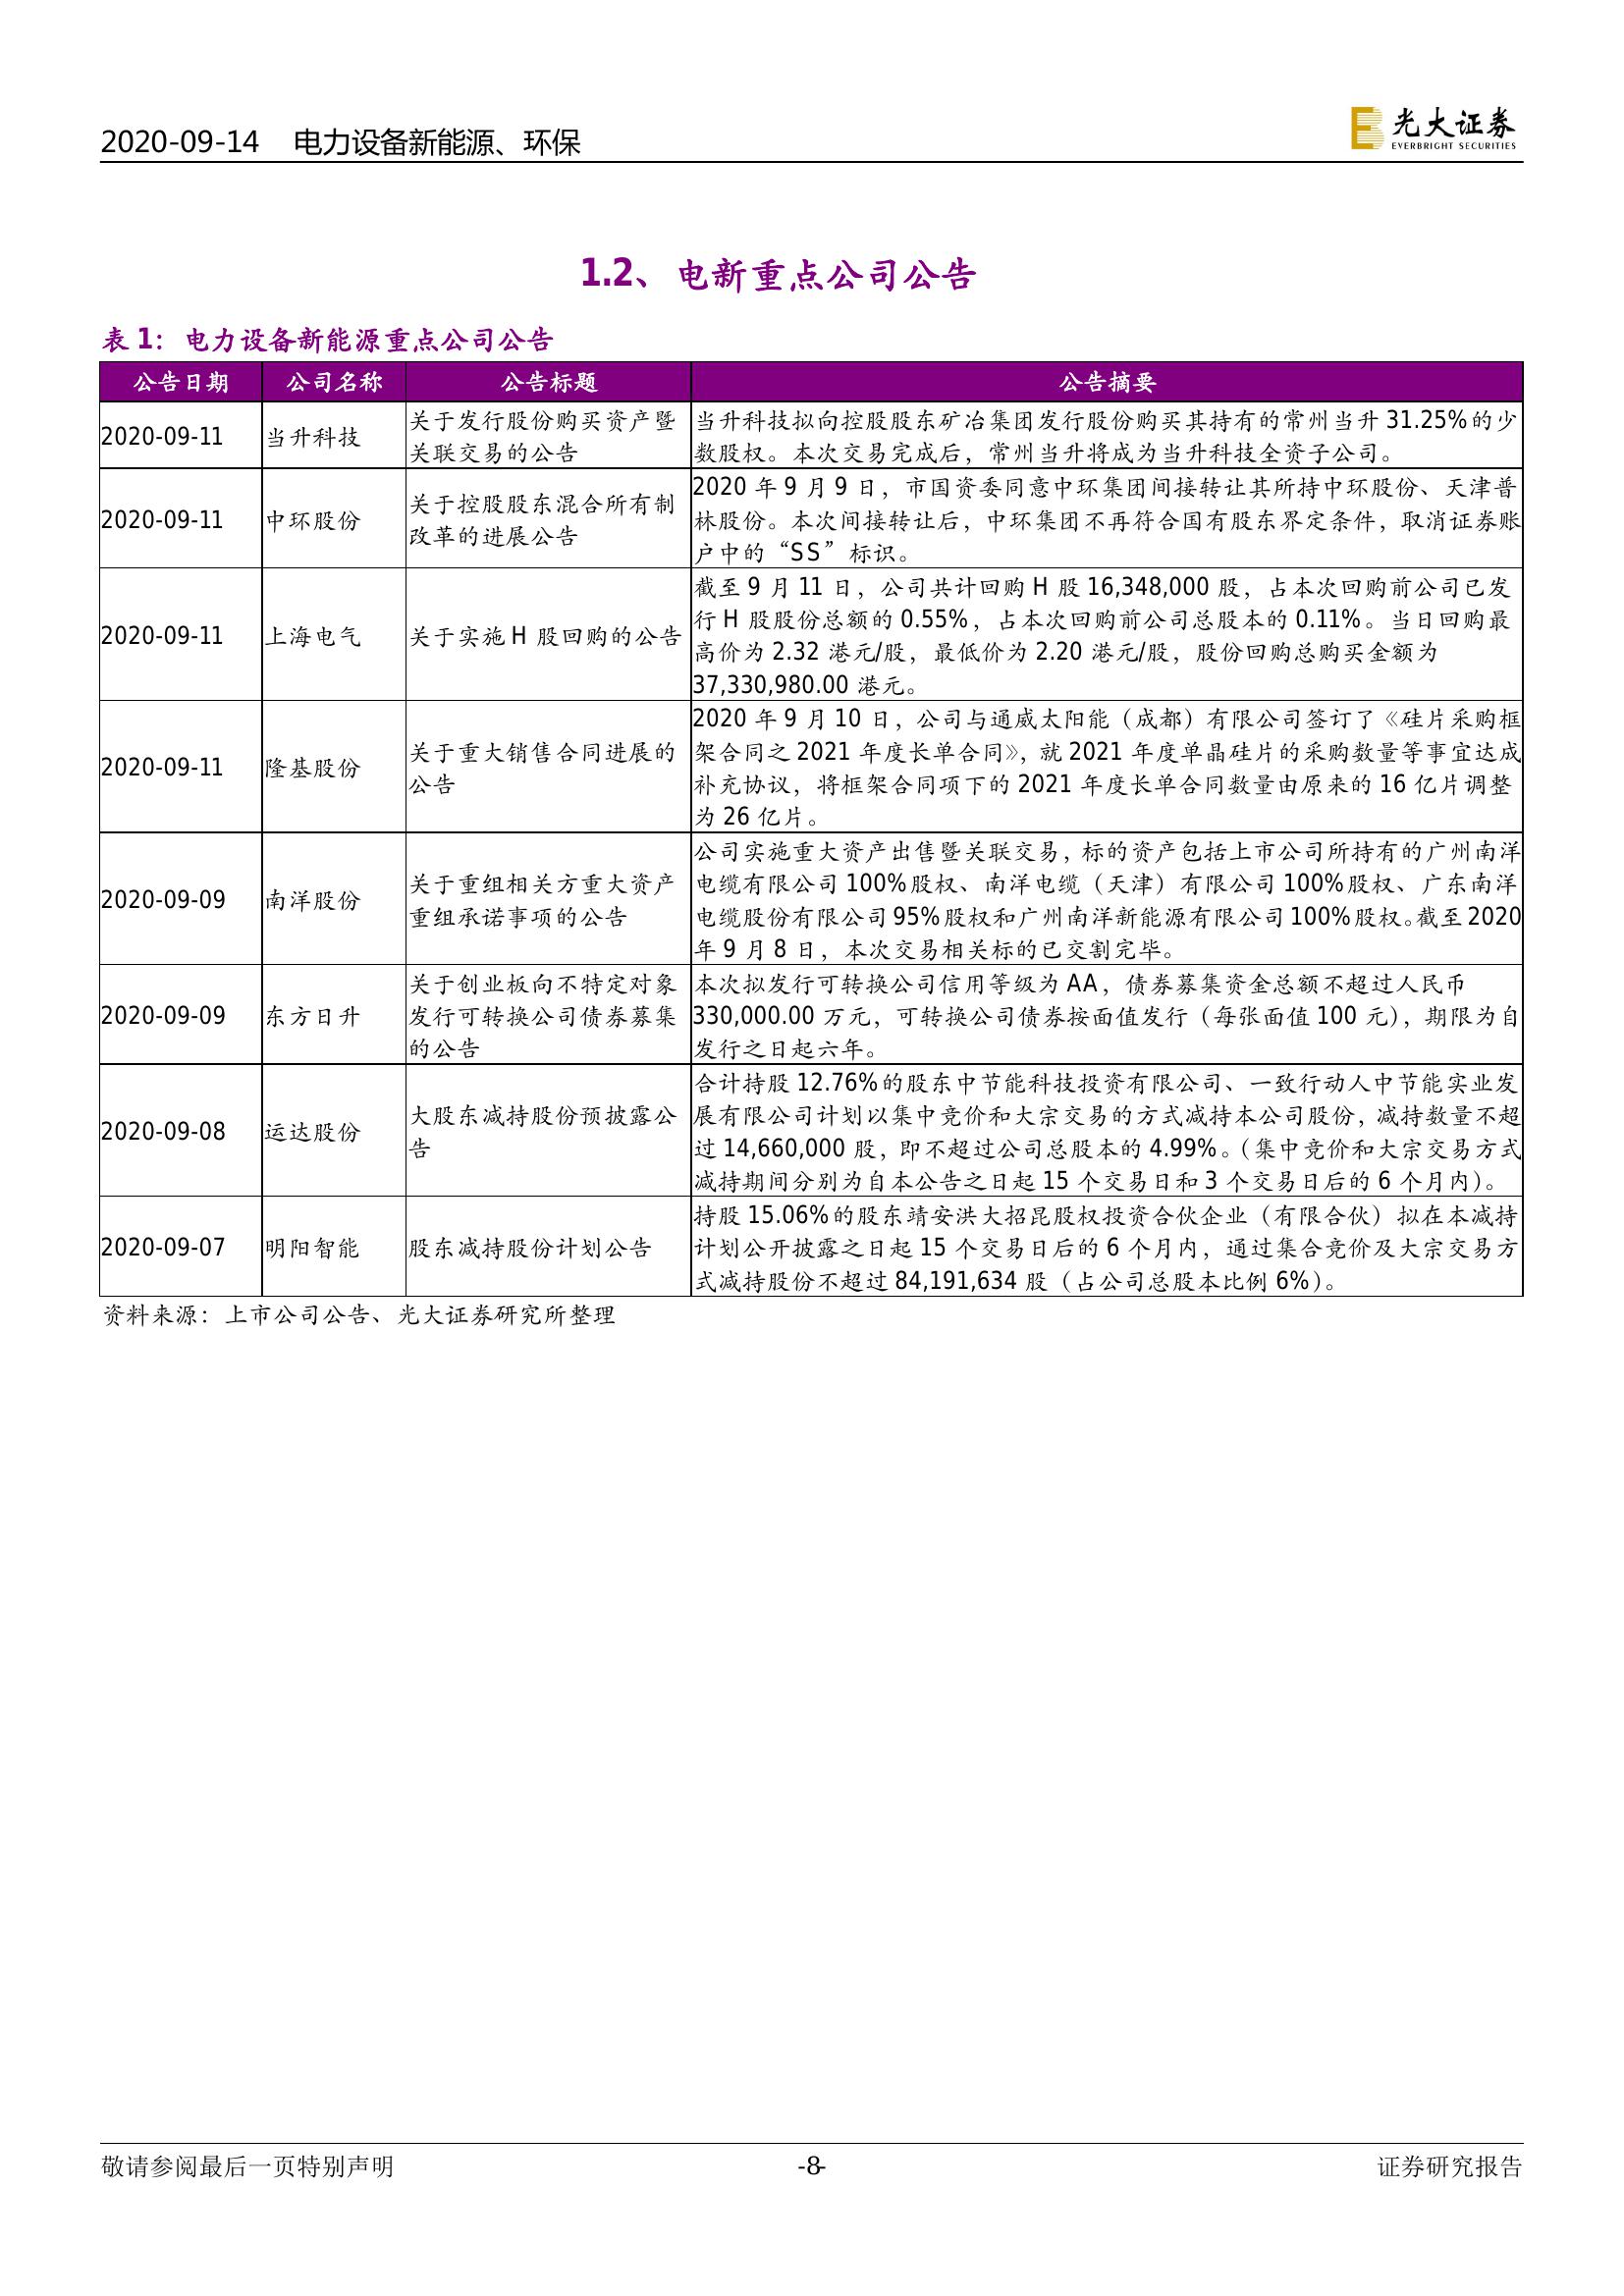 2020-09-14 电力设备新能源、环保
光大证券
EVERBRIGHT SECURITIES
1.2、电新重点公司公告
表 1：电力设备新能源重点公司公告
公告日期 公司名称 公告标题 公告摘要
2020-09-11
当升科技
关于发行股份购买资产暨
关联交易的公告
当升科技拟向控股股东矿冶集团发行股份购买其持有的常州当升 31.25%的少
数股权。本次交易完成后，常州当升将成为当升科技全资子公司。
2020-09-11
中环股份
关于控股股东混合所有制
改革的进展公告
2020 年 9 月 9 日，市国资委同意中环集团间接转让其所持中环股份、天津普
林股份。本次间接转让后，中环集团不再符合国有股东界定条件，取消证券账
户中的“SS”标识。
2020-09-11
上海电气
关于实施 H 股回购的公告
截至 9 月 11 日，公司共计回购 H 股 16,348,000 股，占本次回购前公司已发
行 H 股股份总额的 0.55%，占本次回购前公司总股本的 0.11%。当日回购最
高价为 2.32 港元/股，最低价为 2.20 港元/股，股份回购总购买金额为
37,330,980.00 港元。
2020-09-11
隆基股份
关于重大销售合同进展的
公告
2020 年 9 月 10 日，公司与通威太阳能（成都）有限公司签订了《硅片采购框
架合同之 2021 年度长单合同》，就 2021 年度单晶硅片的采购数量等事宜达成
补充协议，将框架合同项下的 2021 年度长单合同数量由原来的 16 亿片调整
为 26 亿片。
2020-09-09
南洋股份
关于重组相关方重大资产
重组承诺事项的公告
公司实施重大资产出售暨关联交易，标的资产包括上市公司所持有的广州南洋
电缆有限公司 100%股权、南洋电缆（天津）有限公司 100%股权、广东南洋
电缆股份有限公司 95%股权和广州南洋新能源有限公司 100%股权。截至 2020
年 9 月 8 日，本次交易相关标的已交割完毕。
2020-09-09
东方日升
关于创业板向不特定对象
发行可转换公司债券募集
的公告
本次拟发行可转换公司信用等级为 AA，债券募集资金总额不超过人民币
330,000.00 万元，可转换公司债券按面值发行（每张面值 100 元），期限为自
发行之日起六年。
2020-09-08
运达股份
大股东减持股份预披露公
告
合计持股 12.76%的股东中节能科技投资有限公司、一致行动人中节能实业发
展有限公司计划以集中竞价和大宗交易的方式减持本公司股份，减持数量不超
过 14,660,000 股，即不超过公司总股本的 4.99%。（集中竞价和大宗交易方式
减持期间分别为自本公告之日起 15 个交易日和 3 个交易日后的 6 个月内）。
2020-09-07
明阳智能
股东减持股份计划公告
持股 15.06%的股东靖安洪大招昆股权投资合伙企业（有限合伙）拟在本减持
计划公开披露之日起 15 个交易日后的 6 个月内，通过集合竞价及大宗交易方
式减持股份不超过 84,191,634 股（占公司总股本比例 6%）。
资料来源：上市公司公告、光大证券研究所整理
敬请参阅最后一页特别声明 -8- 证券研究报告